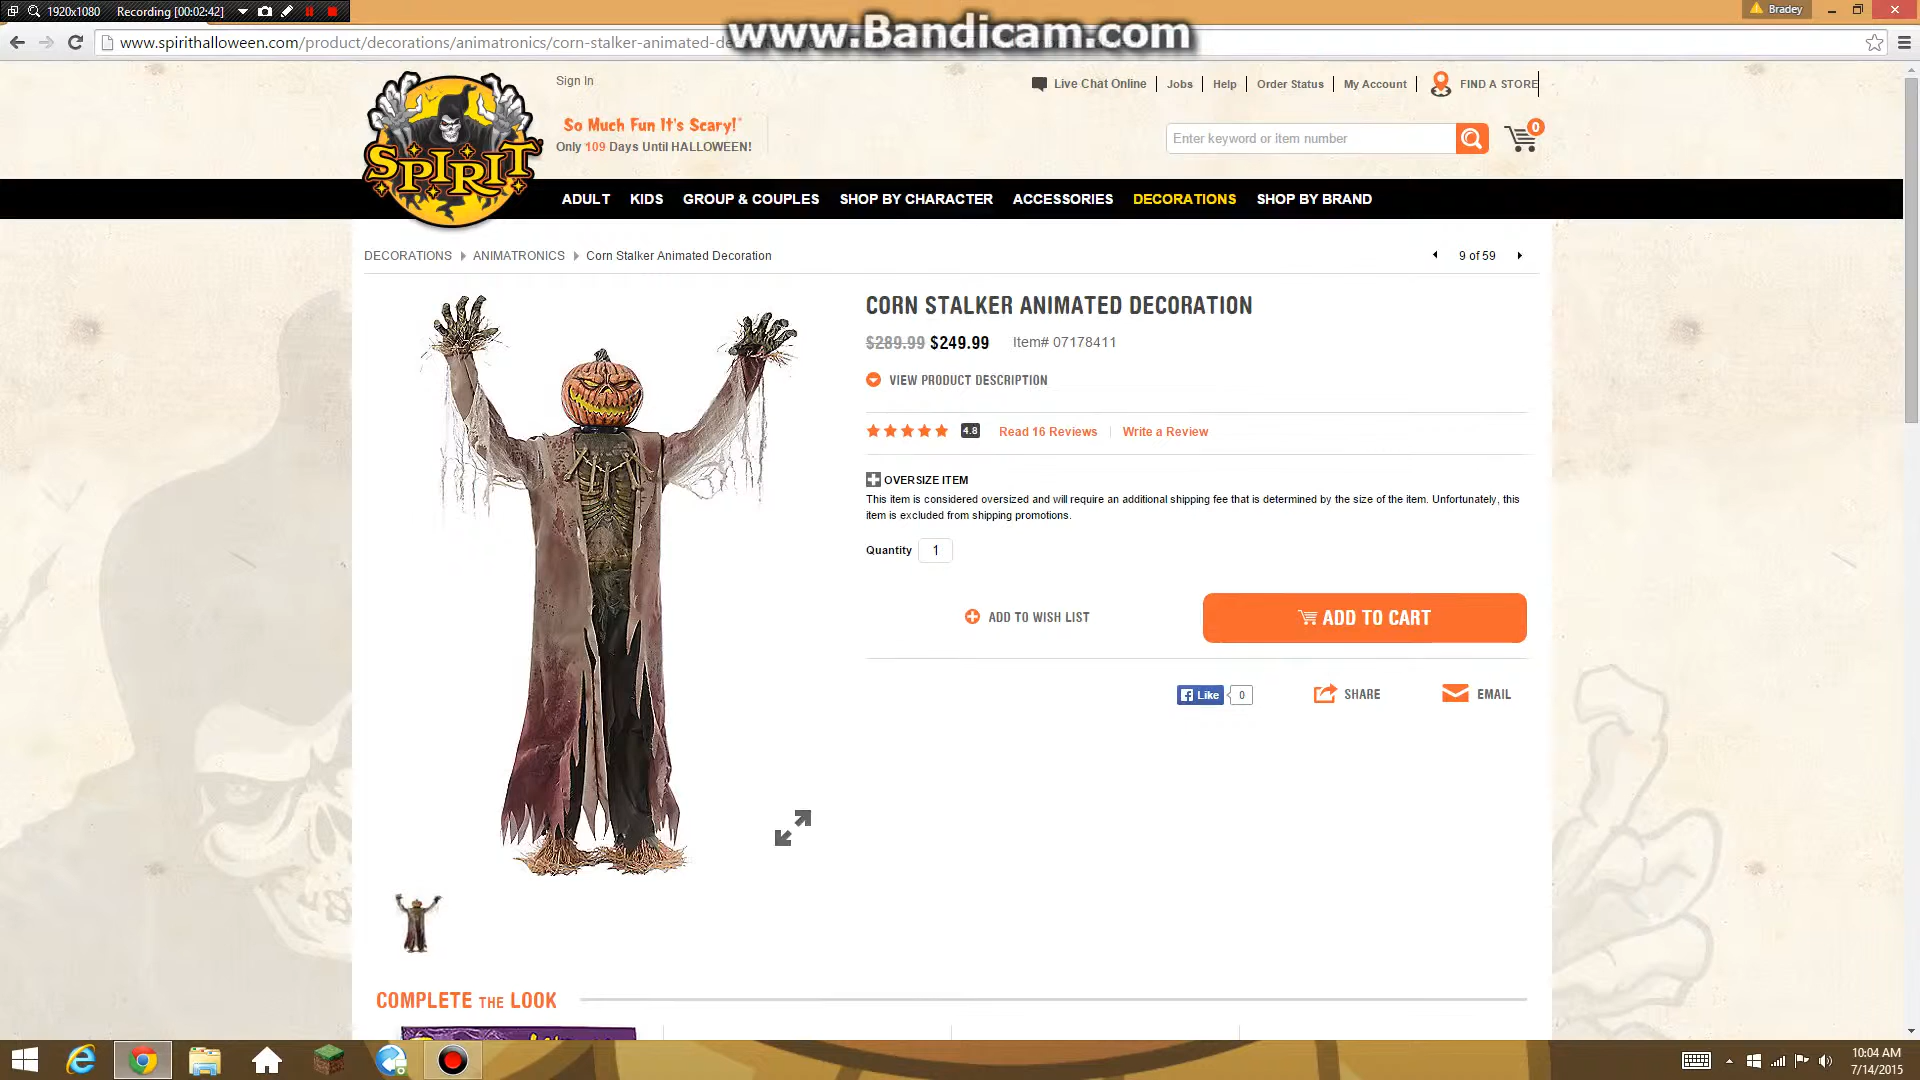 1920x1080 Recording [00:02:42]
www.Bandicam.com
Bradey
www.spirithalloween.com/product/decorations/animatronics/corn-stalker-animated-de
SPIRIT
Sign In
Live Chat Online Jobs Help Order Status My Account FIND A STORE
So Much Fun It's Scary!*
Only 109 Days Until HALLOWEEN!
Enter keyword or item number
0
ADULT KIDS GROUP & COUPLES SHOP BY CHARACTER ACCESSORIES DECORATIONS SHOP BY BRAND
DECORATIONS ANIMATRONICS Corn Stalker Animated Decoration
9 of 59
CORN STALKER ANIMATED DECORATION
$289.99 $249.99 Item# 07178411
VIEW PRODUCT DESCRIPTION
4.8 Read 16 Reviews Write a Review
OVERSIZE ITEM
This item is considered oversized and will require an additional shipping fee that is determined by the size of the item. Unfortunately, this
item is excluded from shipping promotions.
Quantity 1
ADD TO WISH LIST
ADD TO CART
Like 0 SHARE EMAIL
COMPLETE THE LOOK
10:04 AM
7/14/2015